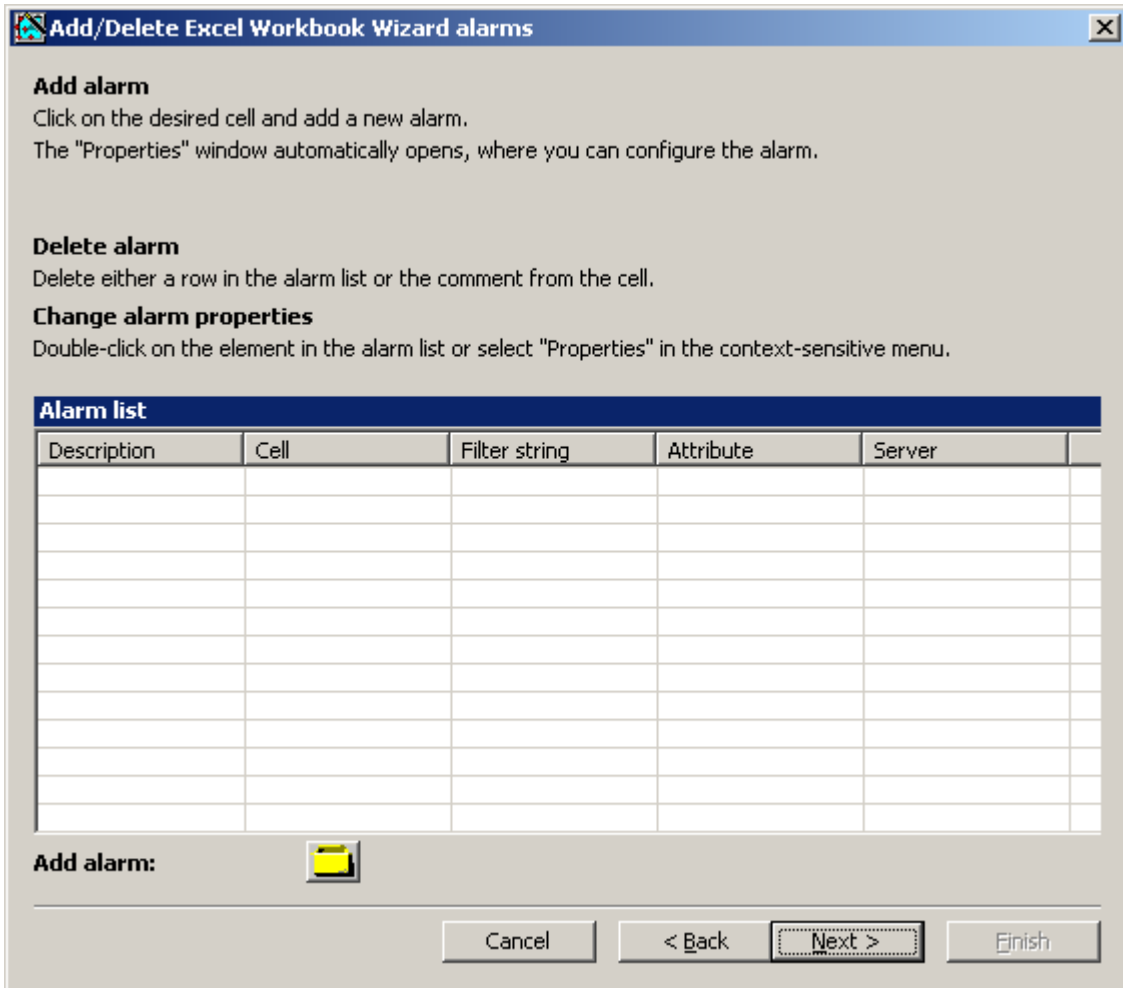 Add/Delete Excel Workbook Wizard alarms
Add alarm
Click on the desired cell and add a new alarm.
The "Properties" window automatically opens, where you can configure the alarm.
Delete alarm
Delete either a row in the alarm list or the comment from the cell.
Change alarm properties
Double-click on the element in the alarm list or select "Properties" in the context-sensitive menu.
Alarm list
Description Cell Filter string Attribute Server
Add alarm:
Cancel < Back Next > Finish